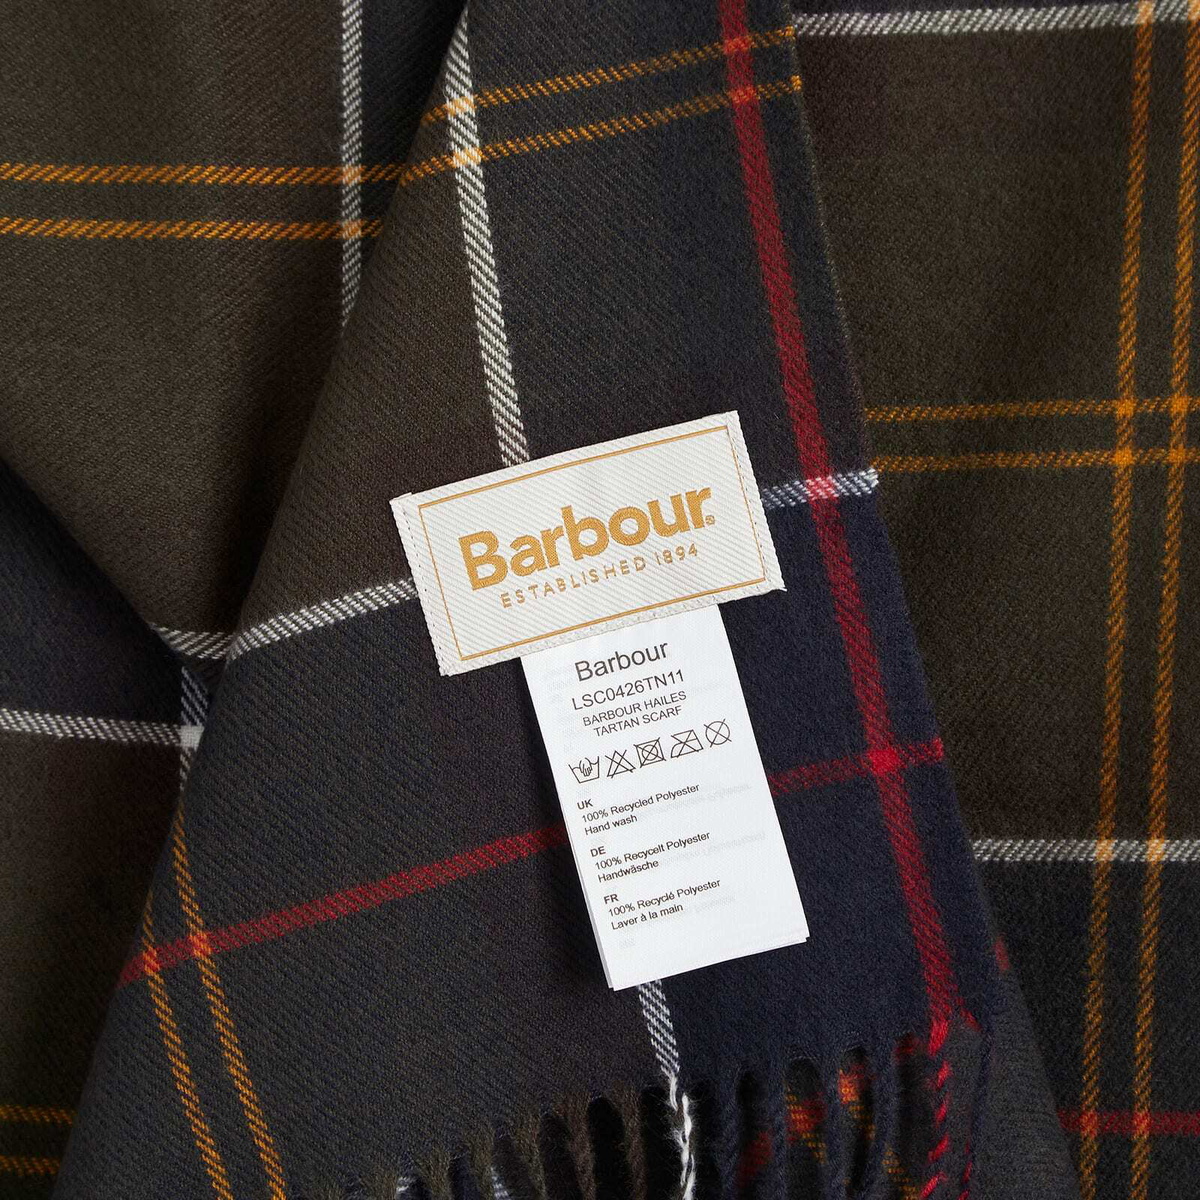 Barbour®
ESTABLISHED 1894
Barbour
LSC0426TN11
BARBOUR HAILES
TARTAN SCARF
UK
100% Recycled Polyester
Hand wash
DE
100% Recycelt Polyester
Handwäsche
FR
100% Recyclé Polyester
Laver à la main